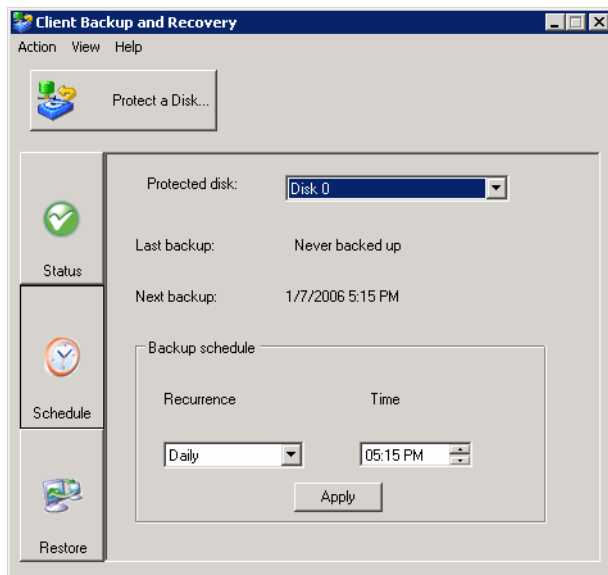 Client Backup and Recovery
Action View Help
Protect a Disk...
Protected disk: Disk 0
Status
Last backup: Never backed up
Next backup: 1/7/2006 5:15 PM
Backup schedule
Schedule
Recurrence Time
Daily 05:15 PM
Apply
Restore